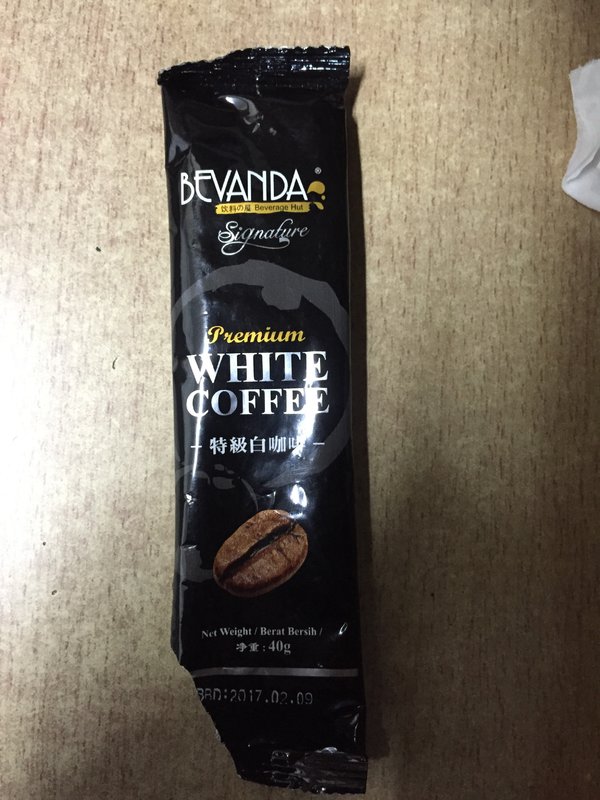 BEVANDA®
饮料の屋 Beverage Hut
Signature
Premium
WHITE
COFFEE
- 特級白咖啡 -
Net Weight / Berat Bersih /
净重 : 40g
BBD:2017.02.09